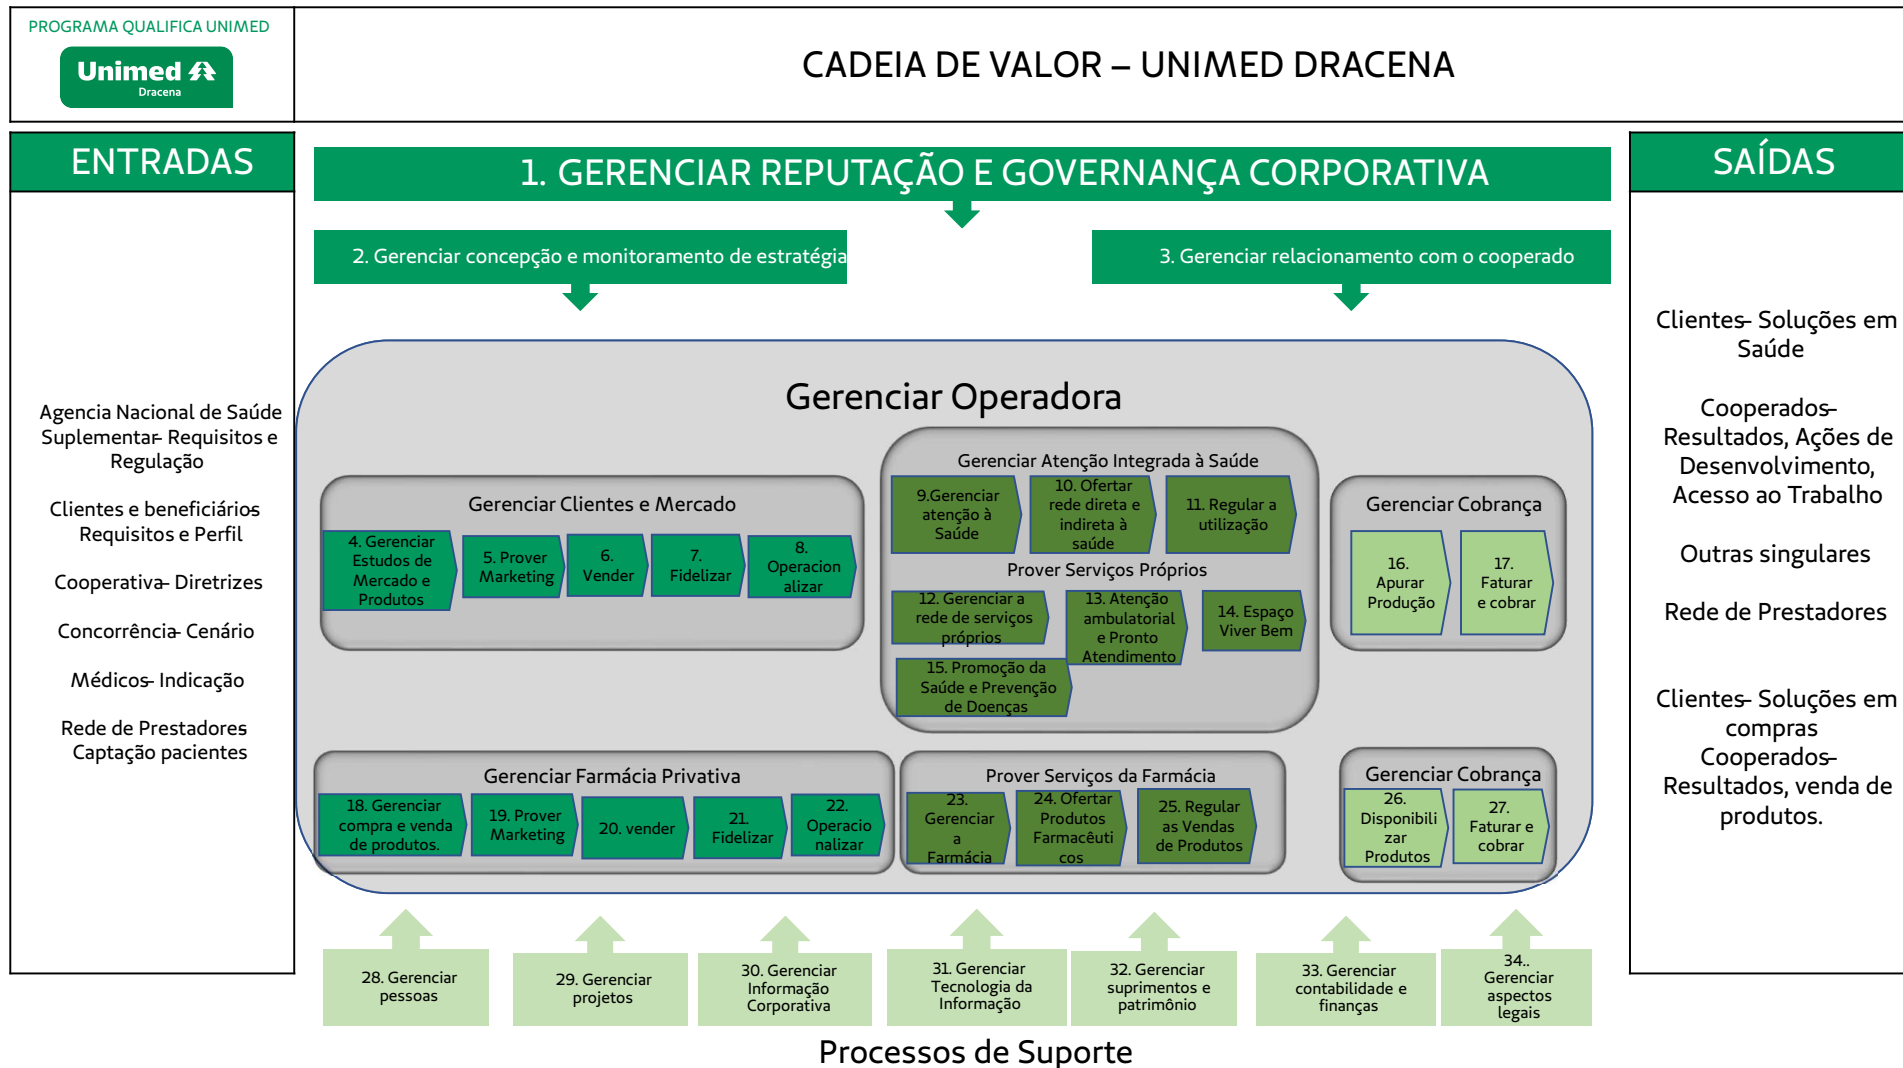 PROGRAMA QUALIFICA UNIMED
Unimed
Dracena
CADEIA DE VALOR – UNIMED DRACENA
ENTRADAS
Agencia Nacional de Saúde
Suplementar– Requisitos e
Regulação
Clientes e beneficiários–
Requisitos e Perfil
Cooperativa– Diretrizes
Concorrência– Cenário
Médicos– Indicação
Rede de Prestadores–
Captação pacientes
1. GERENCIAR REPUTAÇÃO E GOVERNANÇA CORPORATIVA
2. Gerenciar concepção e monitoramento de estratégia
3. Gerenciar relacionamento com o cooperado
Gerenciar Operadora
Gerenciar Clientes e Mercado
4. Gerenciar
Estudos de
Mercado e
Produtos
5. Prover
Marketing
6.
Vender
7.
Fidelizar
8.
Operacion
alizar
Gerenciar Atenção Integrada à Saúde
9.Gerenciar
atenção à
Saúde
10. Ofertar
rede direta e
indireta à
saúde
11. Regular a
utilização
Prover Serviços Próprios
12. Gerenciar a
rede de serviços
próprios
13. Atenção
ambulatorial
e Pronto
Atendimento
14. Espaço
Viver Bem
15. Promoção da
Saúde e Prevenção
de Doenças
Gerenciar Cobrança
16.
Apurar
Produção
17.
Faturar
e cobrar
Gerenciar Farmácia Privativa
18. Gerenciar
compra e venda
de produtos.
19. Prover
Marketing
20. vender
21.
Fidelizar
22.
Operacio
nalizar
Prover Serviços da Farmácia
23.
Gerenciar
a
Farmácia
24. Ofertar
Produtos
Farmacêuti
cos
25. Regular
as Vendas
de Produtos
Gerenciar Cobrança
26.
Disponibili
zar
Produtos
27.
Faturar e
cobrar
28. Gerenciar
pessoas
29. Gerenciar
projetos
30. Gerenciar
Informação
Corporativa
31. Gerenciar
Tecnologia da
Informação
32. Gerenciar
suprimentos e
patrimônio
33. Gerenciar
contabilidade e
finanças
34..
Gerenciar
aspectos
legais
Processos de Suporte
SAÍDAS
Clientes– Soluções em
Saúde
Cooperados–
Resultados, Ações de
Desenvolvimento,
Acesso ao Trabalho
Outras singulares
Rede de Prestadores
Clientes– Soluções em
compras
Cooperados–
Resultados, venda de
produtos.